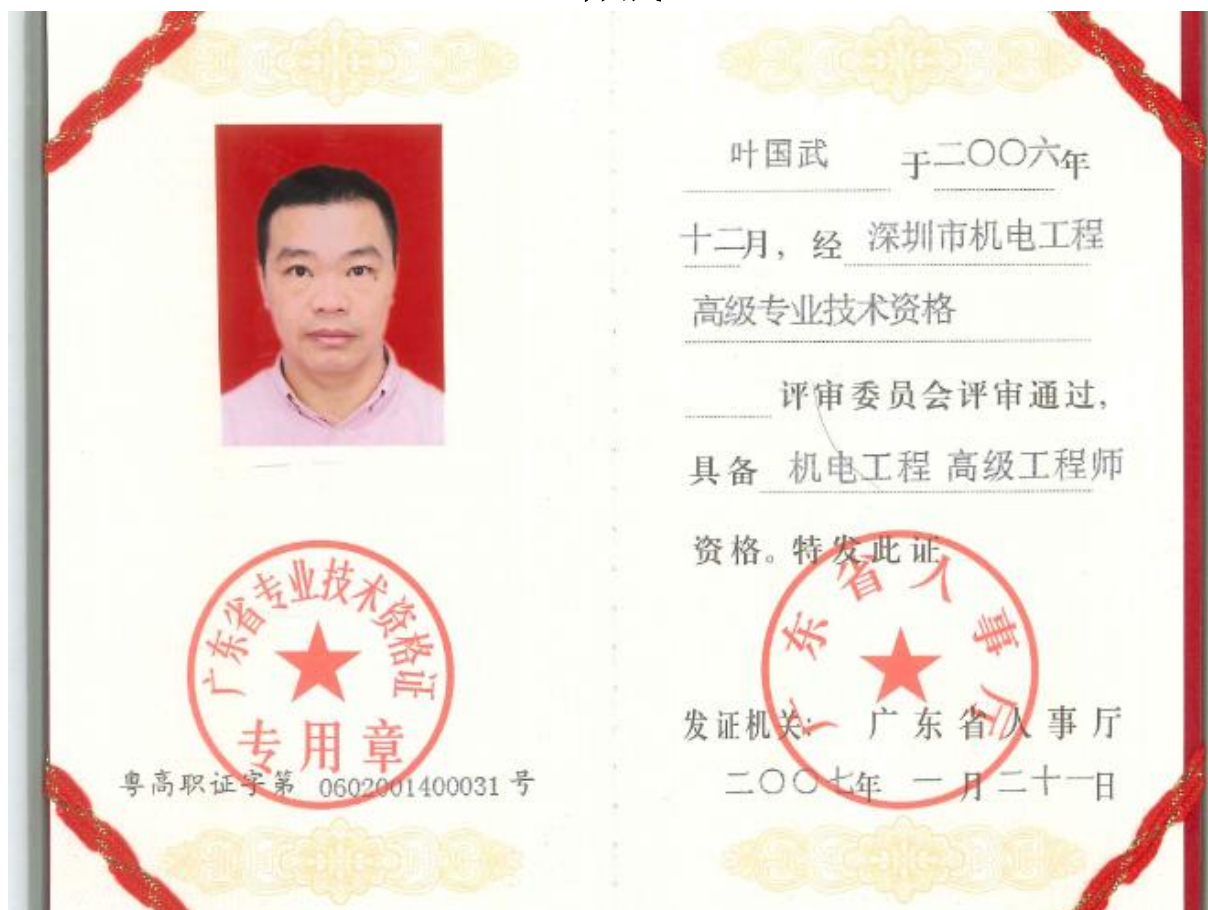 广东省专业技术资格证
专用章
粤高职证字第 0602001400031 号
叶国武 于二〇〇六年
十二月，经 深圳市机电工程
高级专业技术资格
评审委员会评审通过，
具备 机电工程 高级工程师
资格。特发此证
广东省人事厅
发证机关： 广东省人事厅
二〇〇七年 一月二十一日